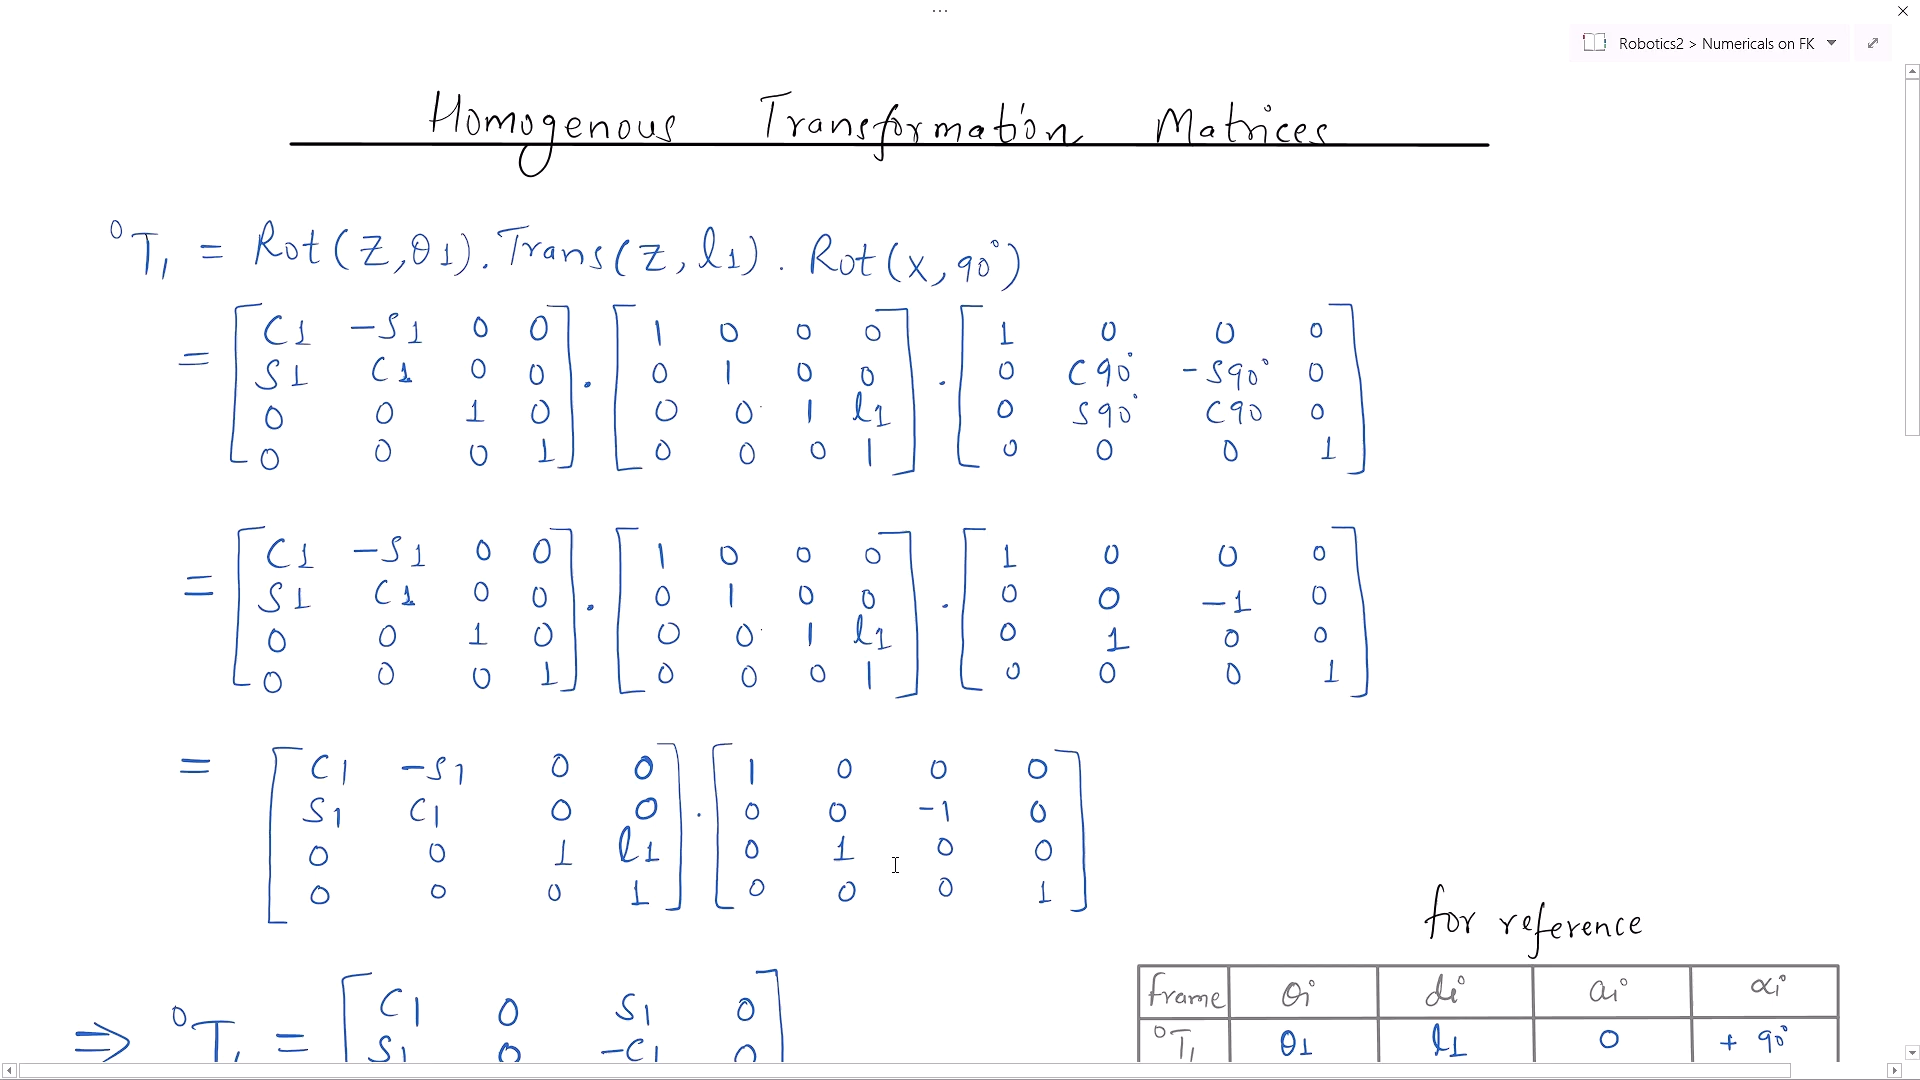 ...
Robotics2 > Numericals on FK
Homogenous Transformation Matrices
⁰T₁ = Rot(Z,θ1).Trans(Z,l1).Rot(x,90°)
= [C1 -S1 0 0] . [1 0 0 0] . [1 0 0 0]
[S1 C1 0 0] [0 1 0 0] [0 C90° -S90° 0]
[0 0 1 0] [0 0 1 l1] [0 S90° C90 0]
[0 0 0 1] [0 0 0 1] [0 0 0 1]
= [C1 -S1 0 0] . [1 0 0 0] . [1 0 0 0]
[S1 C1 0 0] [0 1 0 0] [0 0 -1 0]
[0 0 1 0] [0 0 1 l1] [0 1 0 0]
[0 0 0 1] [0 0 0 1] [0 0 0 1]
= [C1 -S1 0 0] . [1 0 0 0]
[S1 C1 0 0] [0 0 -1 0]
[0 0 1 l1] [0 1 0 0]
[0 0 0 1] [0 0 0 1]
for reference
frame θi di ai αi
⁰T₁ θ1 l1 0 + 90°
⇒ ⁰T₁ = [C1 0 S1 0]
[S1 0 -C1 0]